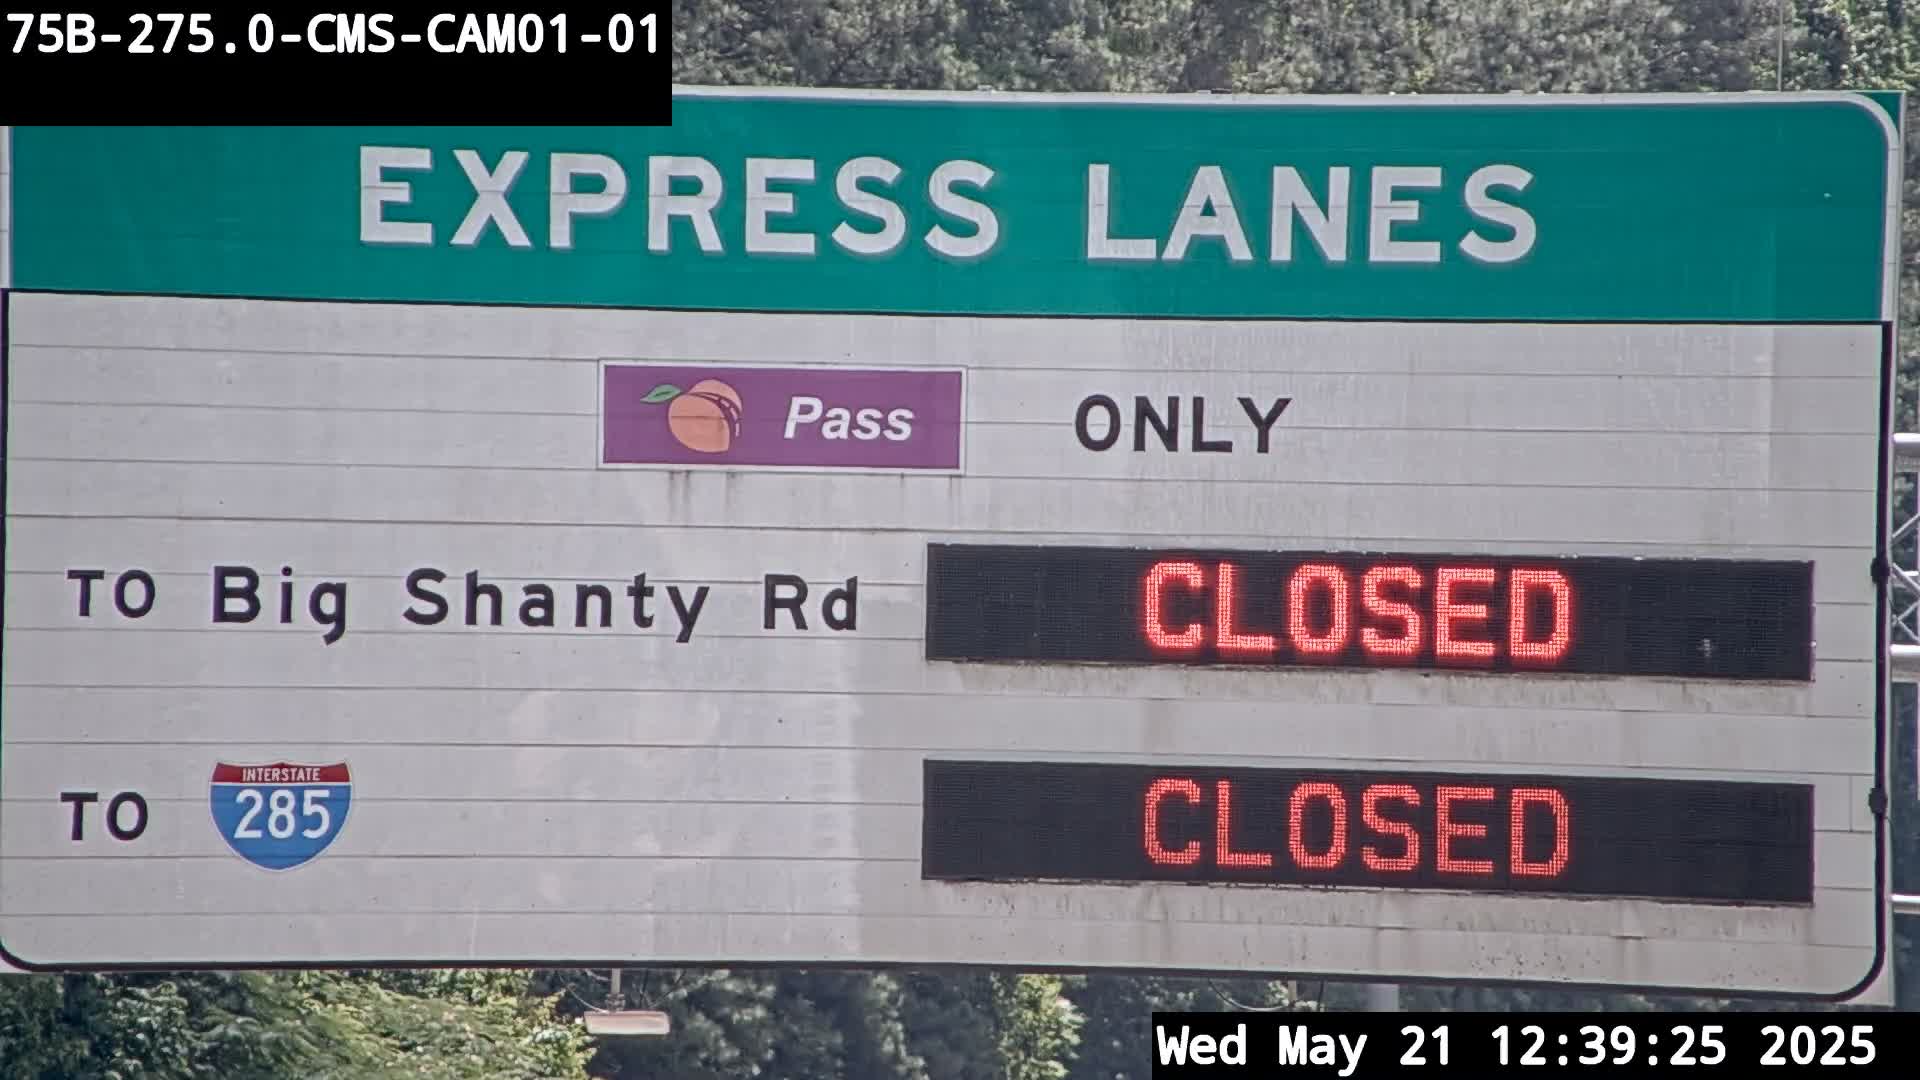 75B-275.0-CMS-CAM01-01
EXPRESS LANES
Pass ONLY
TO Big Shanty Rd CLOSED
TO INTERSTATE 285 CLOSED
Wed May 21 12:39:25 2025